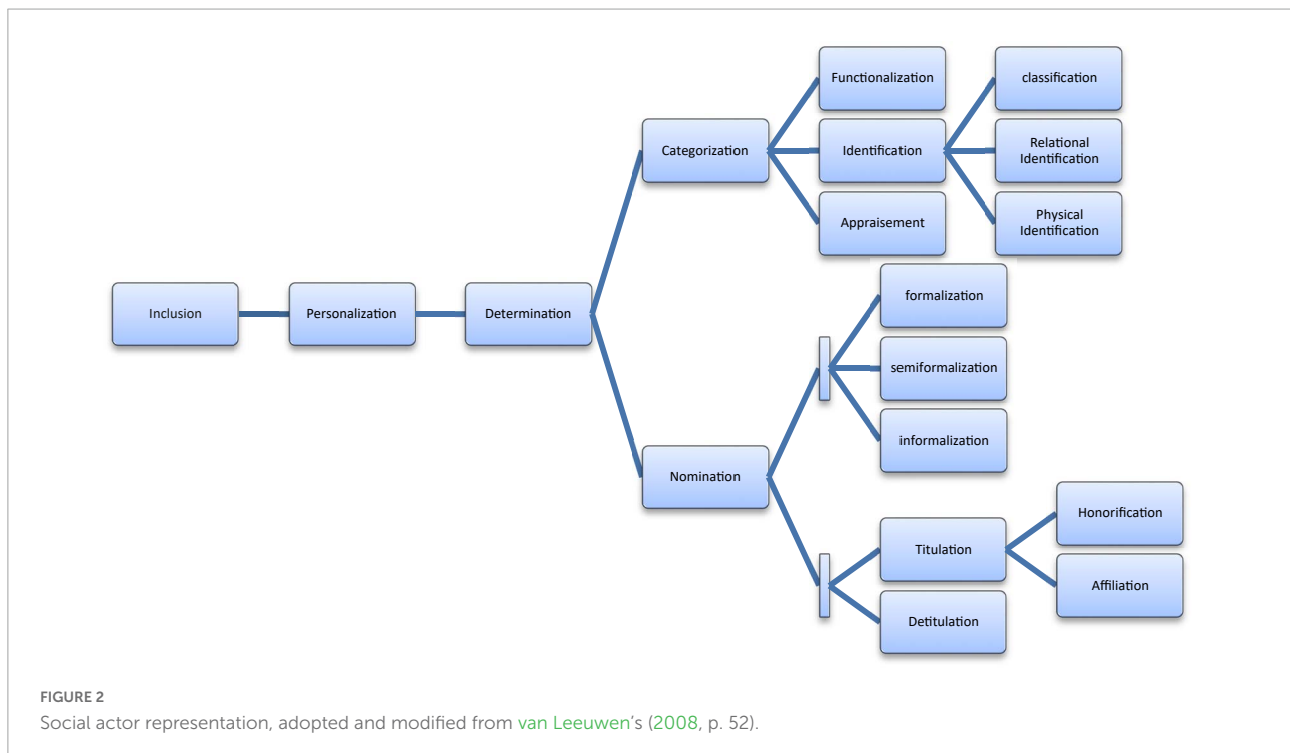 Functionalization
classification
Categorization
Identification
Relational
Identification
Appraisement
Physical
Identification
Inclusion
Personalization
Determination
formalization
semiformalization
informalization
Nomination
Honorification
Titulation
Affiliation
Detitulation
FIGURE 2
Social actor representation, adopted and modified from van Leeuwen's (2008, p. 52).